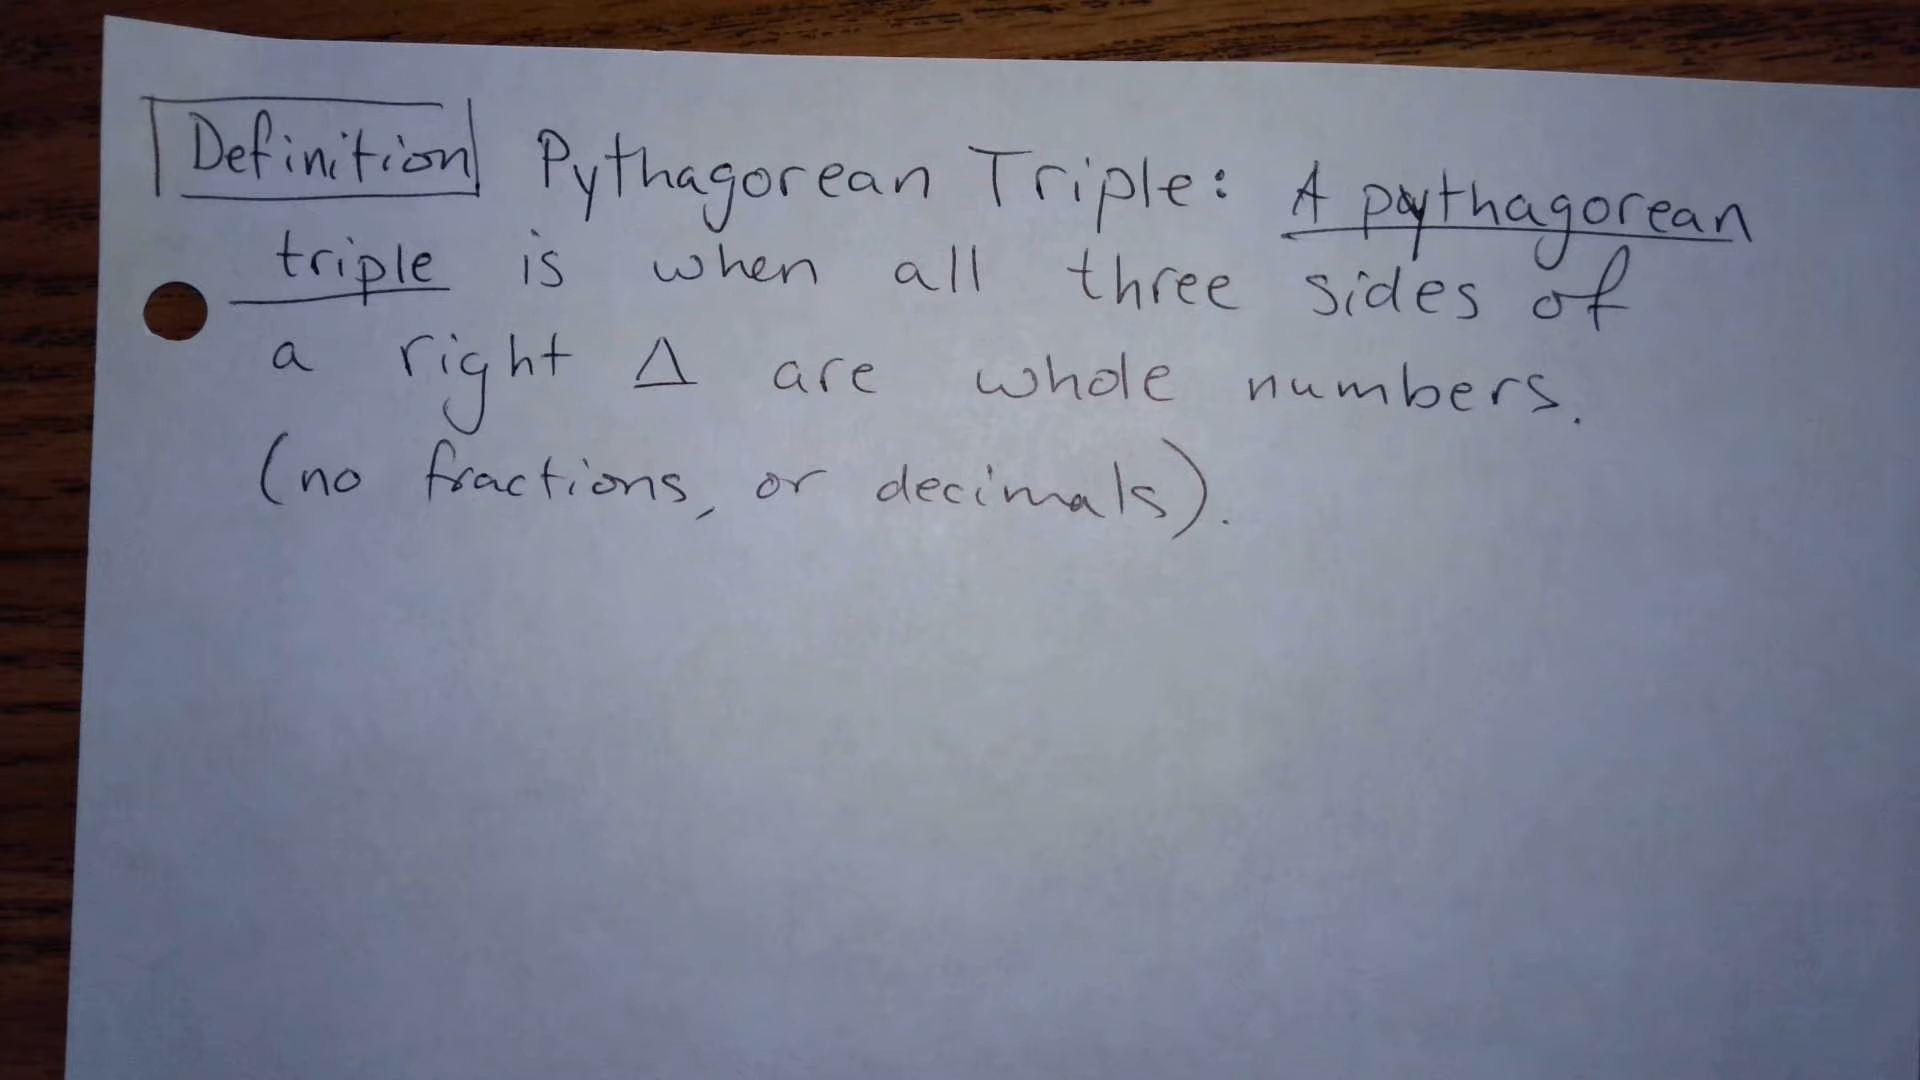 Definition Pythagorean Triple: A pythagorean
triple is when all three sides of
a right Δ are whole numbers.
(no fractions, or decimals).